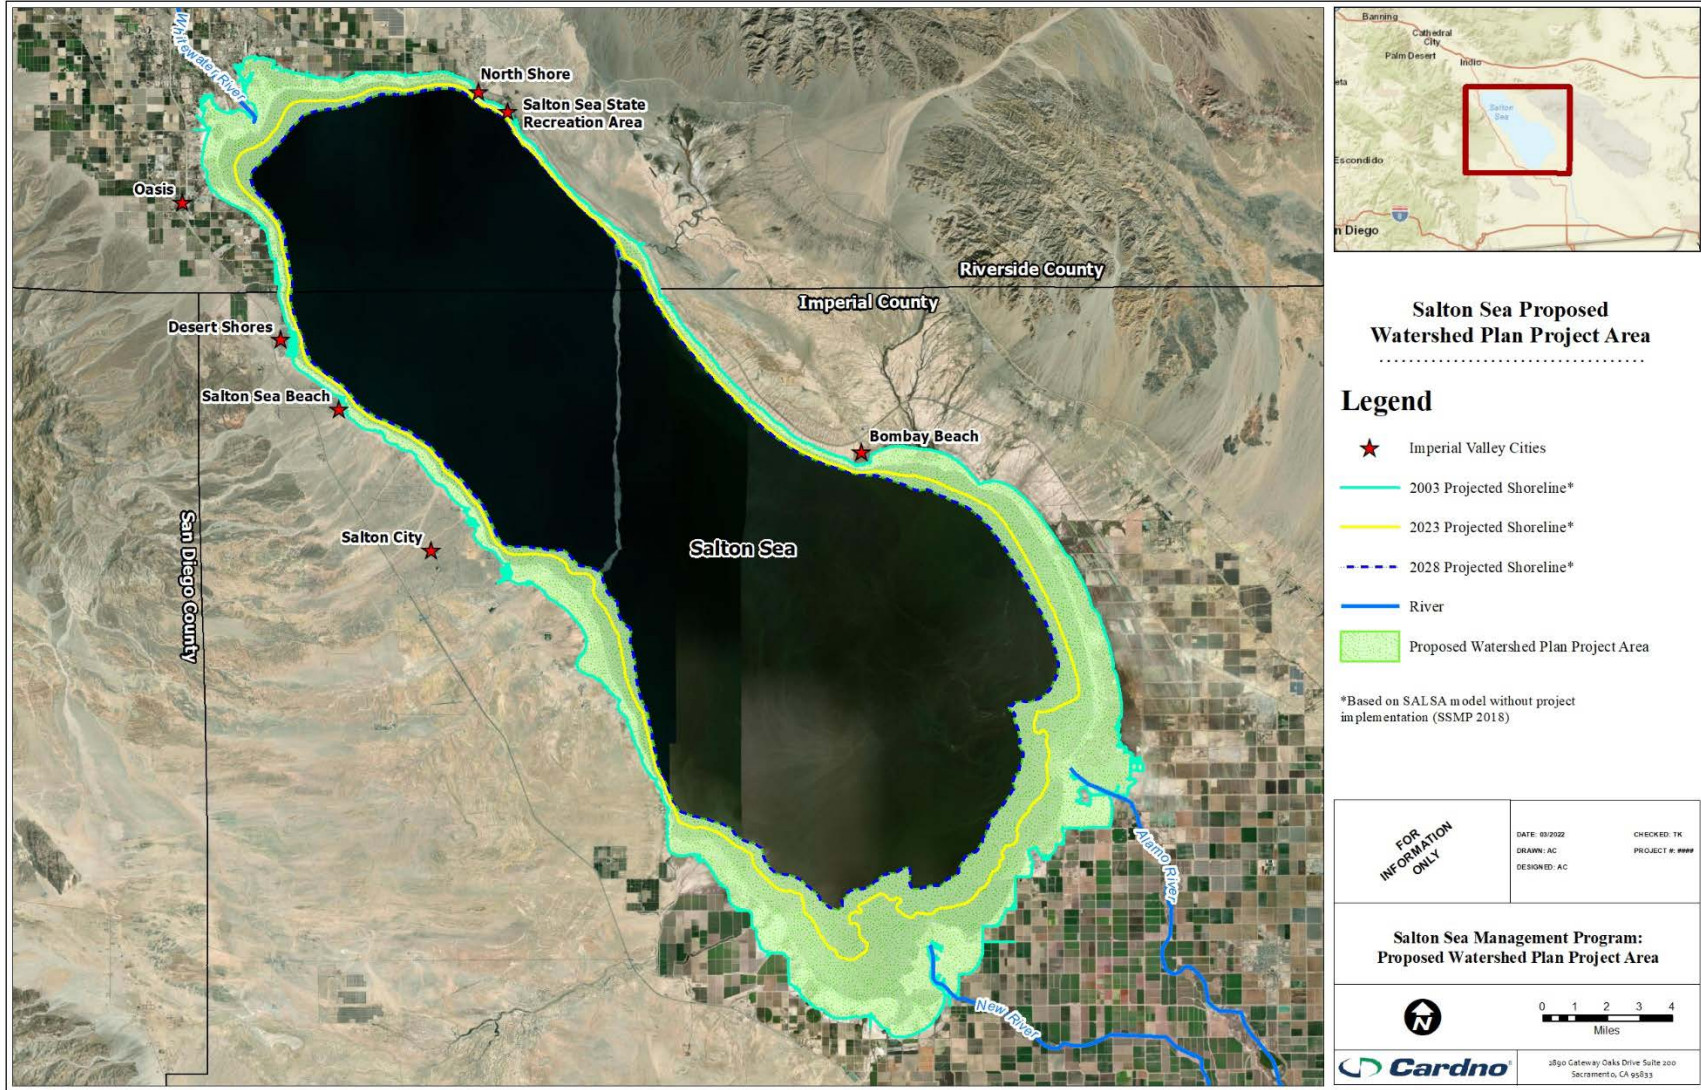 Whitewater River
North Shore
Salton Sea State
Recreation Area
Oasis
Riverside County
Imperial County
Desert Shores
Salton Sea Beach
Bombay Beach
Salton City
Salton Sea
San Diego County
Alamo River
New River
Banning
Cathedral
City
Palm Desert
Indio
eta
Salton
Sea
Escondido
8
n Diego
Salton Sea Proposed
Watershed Plan Project Area
Legend
Imperial Valley Cities
2003 Projected Shoreline*
2023 Projected Shoreline*
2028 Projected Shoreline*
River
Proposed Watershed Plan Project Area
*Based on SALSA model without project
implementation (SSMP 2018)
FOR
INFORMATION
ONLY
DATE: 03/2022
CHECKED: TK
DRAWN: AC
PROJECT #: ####
DESIGNED: AC
Salton Sea Management Program:
Proposed Watershed Plan Project Area
N
0 1 2 3 4
Miles
Cardno®
2890 Gateway Oaks Drive Suite 200
Sacramento, CA 95833